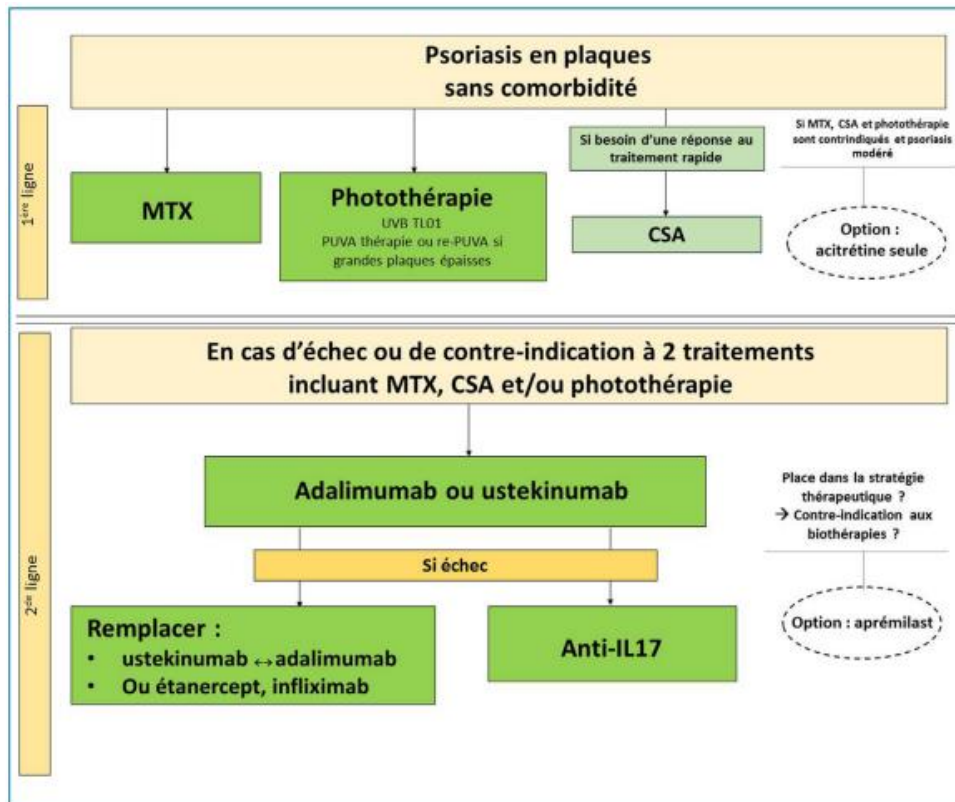 Psoriasis en plaques
sans comorbidité
1ère ligne
MTX
Photothérapie
UVB TL01
PUVA thérapie ou re-PUVA si
grandes plaques épaisses
Si besoin d'une réponse au
traitement rapide
CSA
Si MTX, CSA et photothérapie
sont contrindiqués et psoriasis
modéré
Option :
acitrétine seule
En cas d'échec ou de contre-indication à 2 traitements
incluant MTX, CSA et/ou photothérapie
2de ligne
Adalimumab ou ustekinumab
Si échec
Remplacer :
• ustekinumab ↔ adalimumab
• Ou étanercept, infliximab
Anti-IL17
Place dans la stratégie
thérapeutique ?
→ Contre-indication aux
biothérapies ?
Option : aprémilast